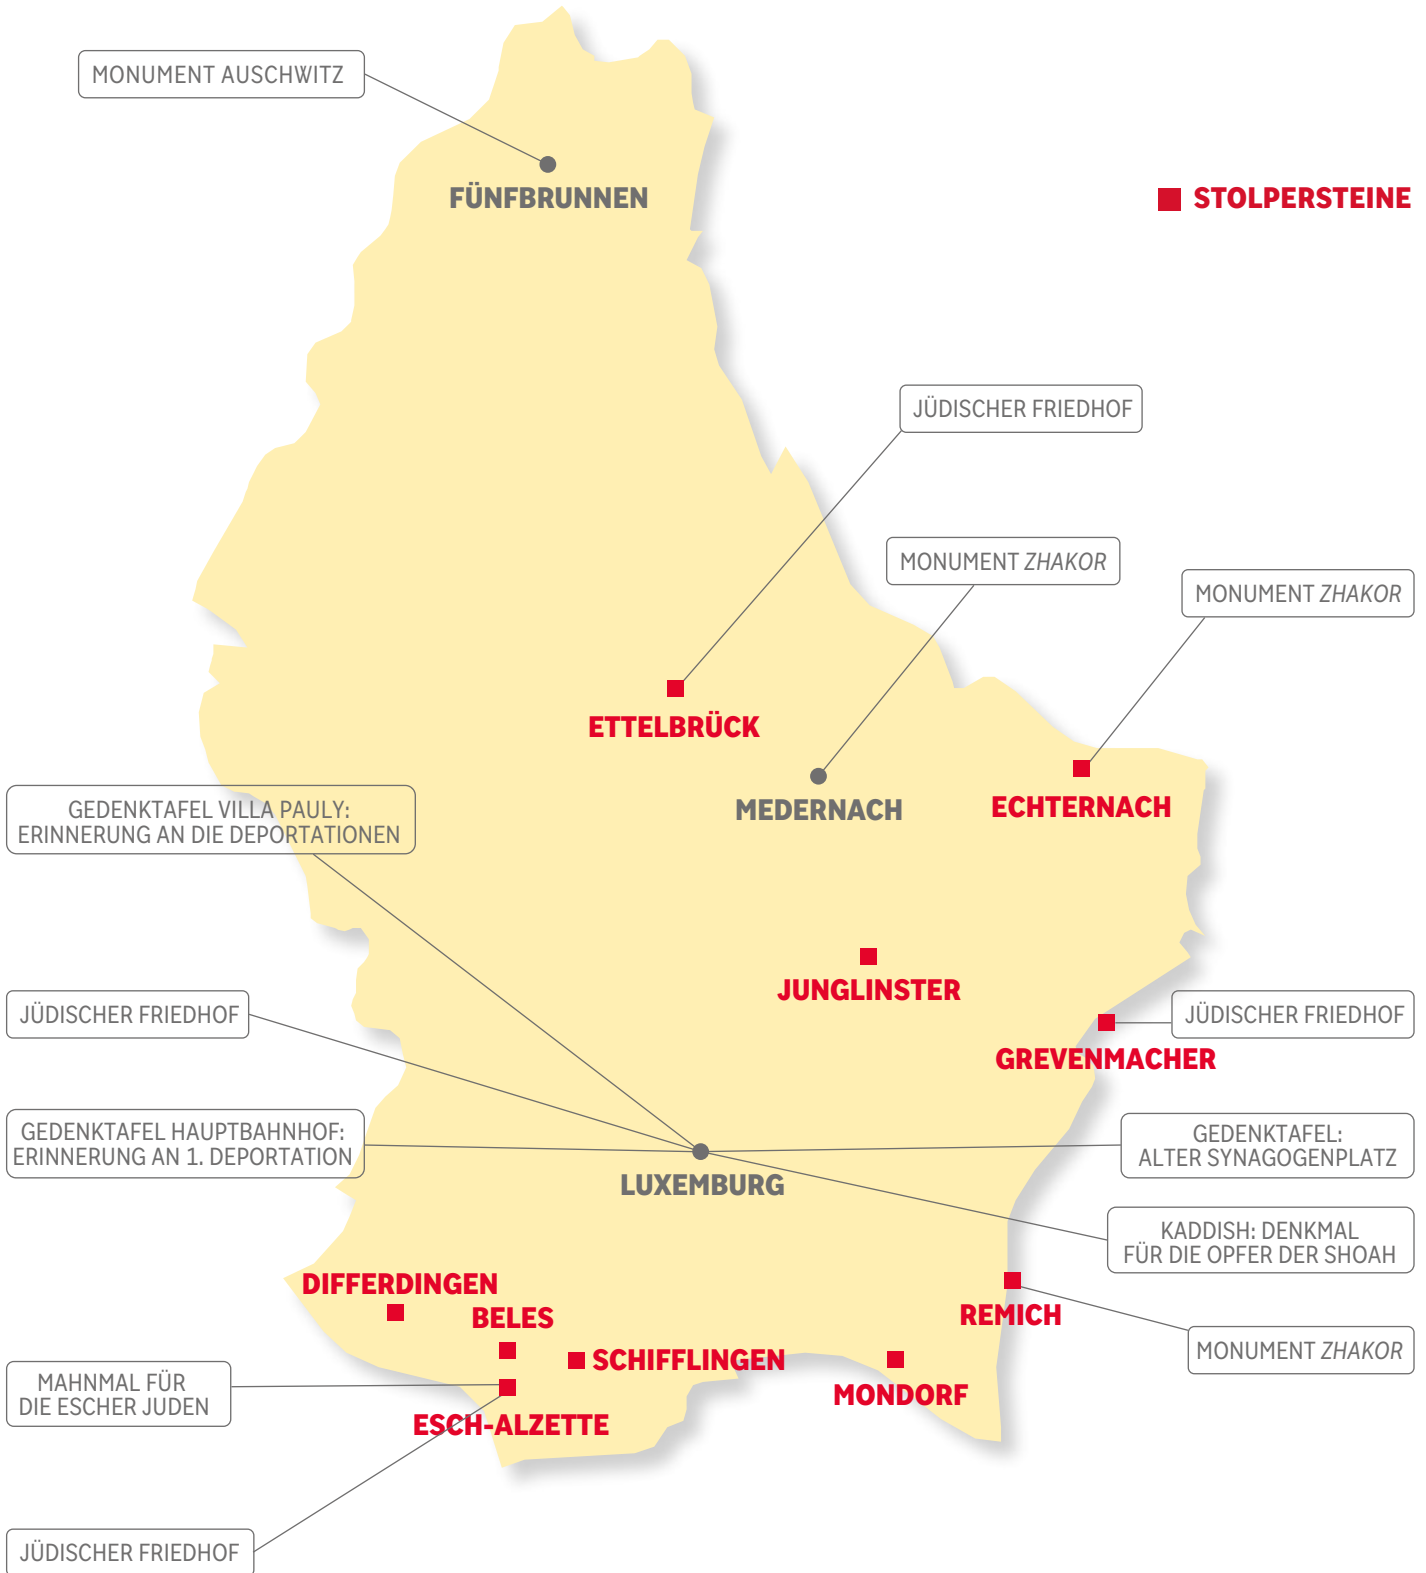 MONUMENT AUSCHWITZ
FÜNFBRUNNEN
STOLPERSTEINE
JÜDISCHER FRIEDHOF
MONUMENT ZHAKOR
MONUMENT ZHAKOR
ETTELBRÜCK
MEDERNACH
ECHTERNACH
GEDENKTAFEL VILLA PAULY:
ERINNERUNG AN DIE DEPORTATIONEN
JUNGLINSTER
JÜDISCHER FRIEDHOF
JÜDISCHER FRIEDHOF
GREVENMACHER
GEDENKTAFEL HAUPTBAHNHOF:
ERINNERUNG AN 1. DEPORTATION
GEDENKTAFEL:
ALTER SYNAGOGENPLATZ
LUXEMBURG
KADDISH: DENKMAL
FÜR DIE OPFER DER SHOAH
DIFFERDINGEN
BELES
REMICH
SCHIFFLINGEN
MONUMENT ZHAKOR
MONDORF
MAHNMAL FÜR
DIE ESCHER JUDEN
ESCH-ALZETTE
JÜDISCHER FRIEDHOF